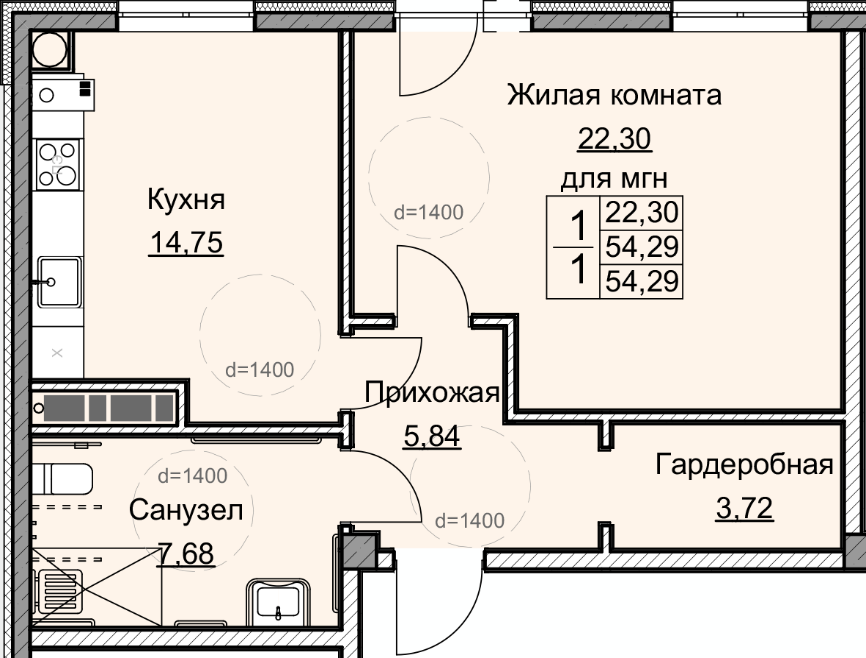 Жилая комната
22,30
для мгн
1
1
22,30
54,29
54,29
d=1400
Кухня
14,75
d=1400
х
Прихожая
5,84
d=1400
Гардеробная
3,72
d=1400
Санузел
7,68